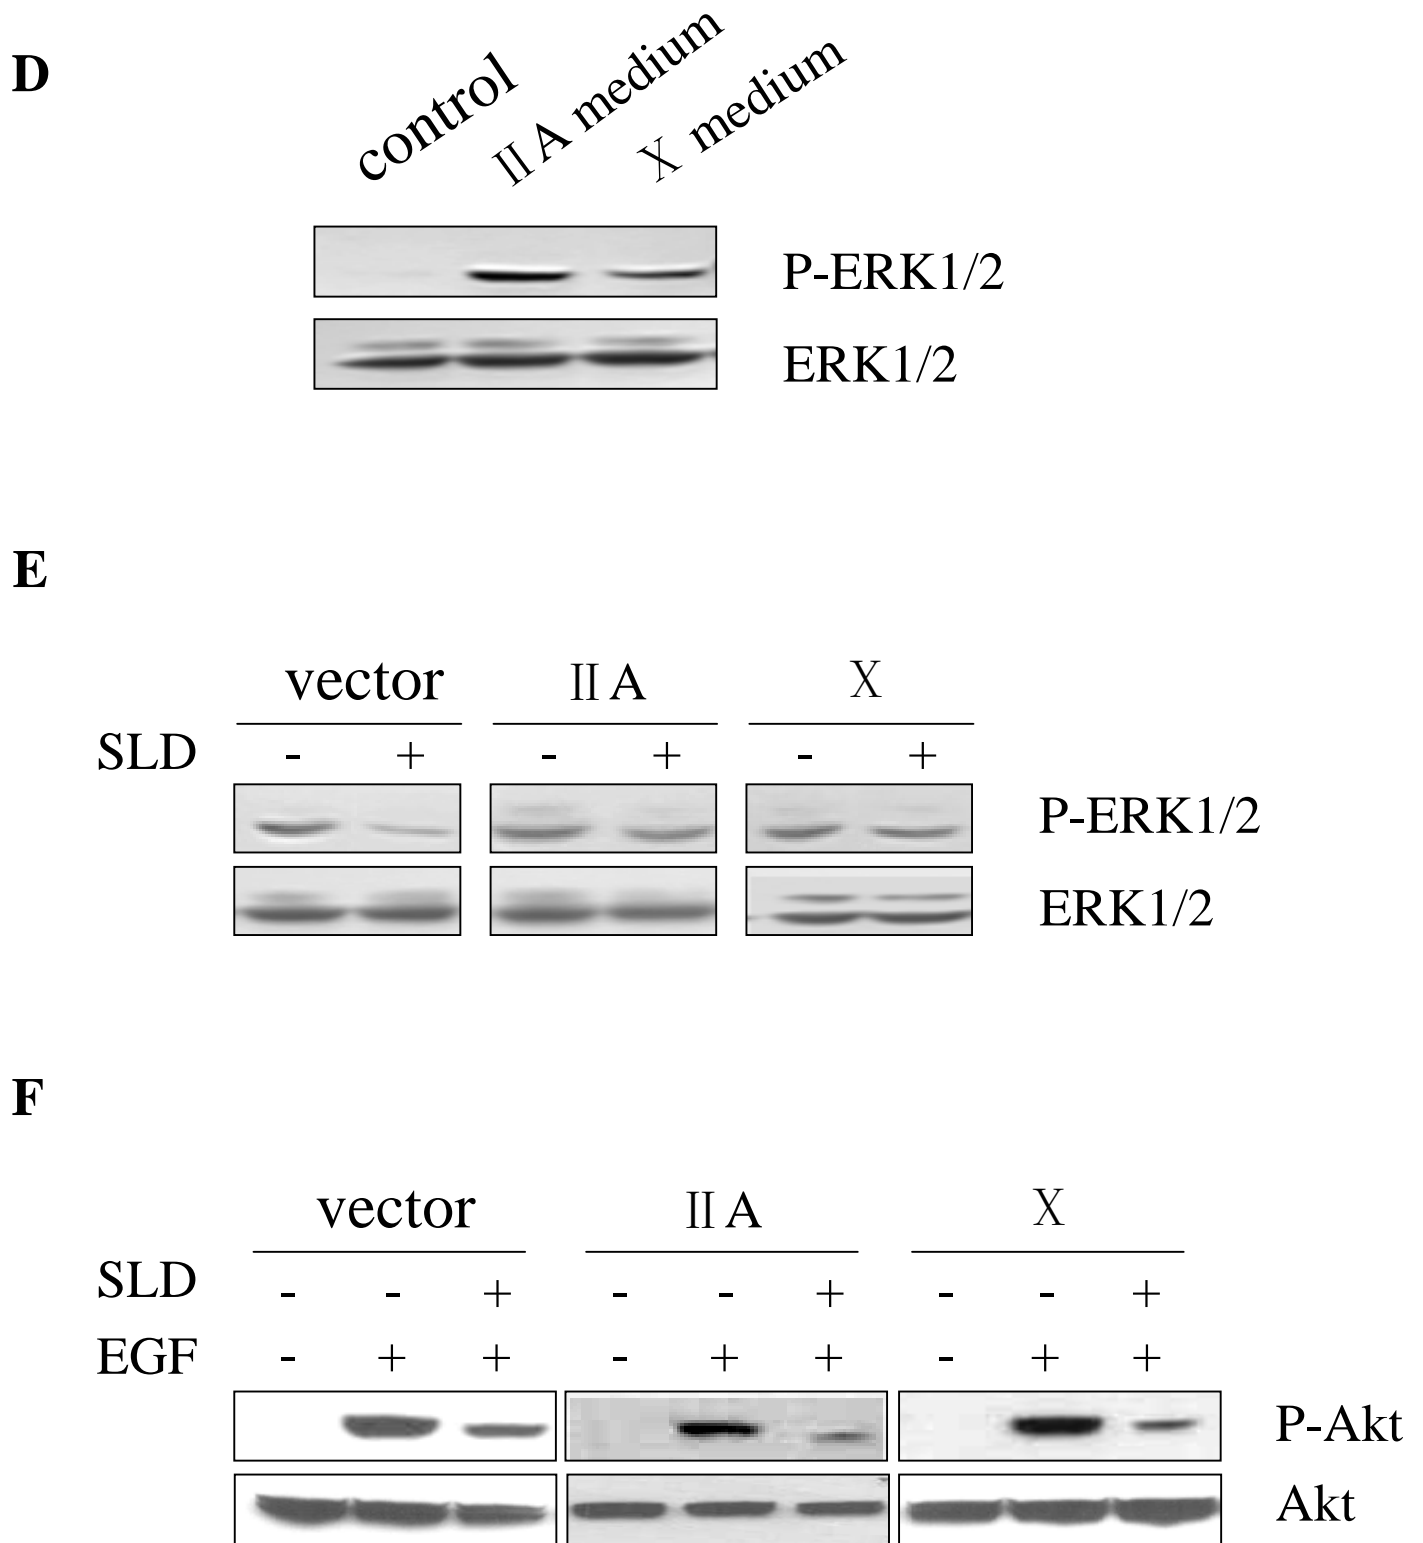 D
control
Ⅱ A medium
Ⅹ medium
P-ERK1/2
ERK1/2
E
vector Ⅱ A Ⅹ
SLD - + - + - +
P-ERK1/2
ERK1/2
F
vector Ⅱ A Ⅹ
SLD - - + - - + - - +
EGF - + + - + + - + +
P-Akt
Akt